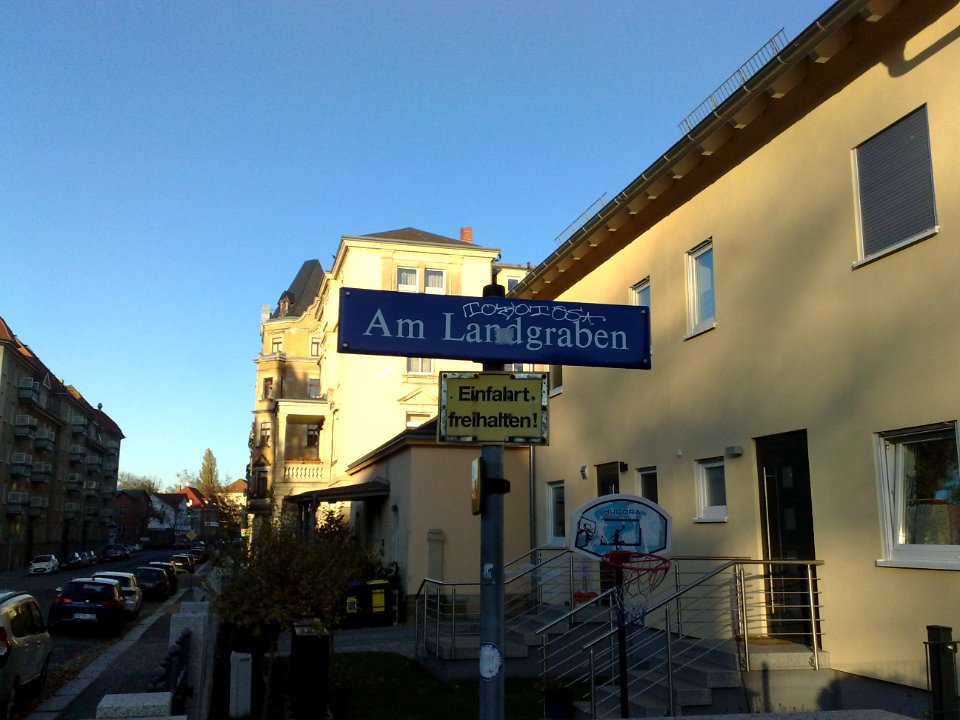 Am Landgraben
Einfahrt
freihalten!
HUDORA